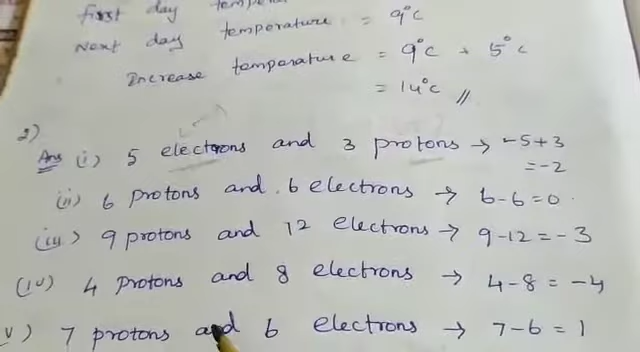 First day
Next day temperature = 9°C
Increase temperature = 9°C + 5°C
= 14°C //
2)
Ans (i) 5 electrons and 3 protons → -5+3
= -2
(ii) 6 protons and 6 electrons → 6-6=0
(iii) 9 protons and 12 electrons → 9-12 = -3
(iv) 4 protons and 8 electrons → 4-8 = -4
v) 7 protons and 6 electrons → 7-6 = 1